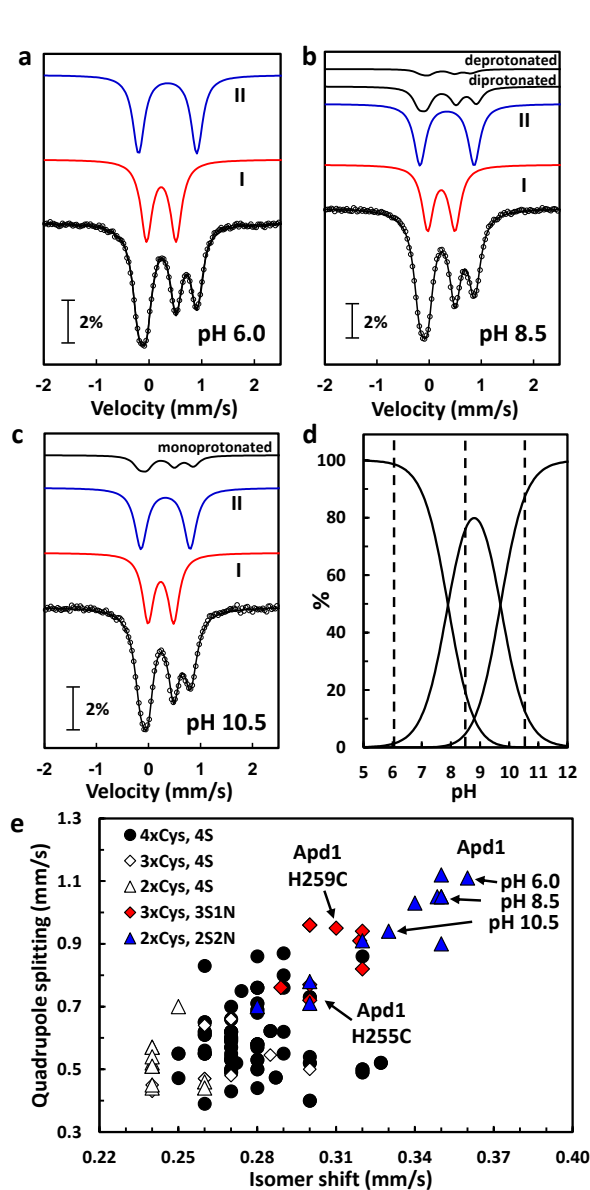 a
II
I
2%
pH 6.0
-2 -1 0 1 2
Velocity (mm/s)
b
deprotonated
diprotonated
II
I
2%
pH 8.5
-2 -1 0 1 2
Velocity (mm/s)
c
monoprotonated
II
I
2%
pH 10.5
-2 -1 0 1 2
Velocity (mm/s)
d
100
80
60
40
20
0
%
5 6 7 8 9 10 11 12
pH
e
1.3
1.1
0.9
0.7
0.5
0.3
Quadrupole splitting (mm/s)
4xCys, 4S
3xCys, 4S
2xCys, 4S
3xCys, 3S1N
2xCys, 2S2N
Apd1
H259C
Apd1
pH 6.0
pH 8.5
pH 10.5
Apd1
H255C
0.22 0.25 0.28 0.31 0.34 0.37 0.40
Isomer shift (mm/s)